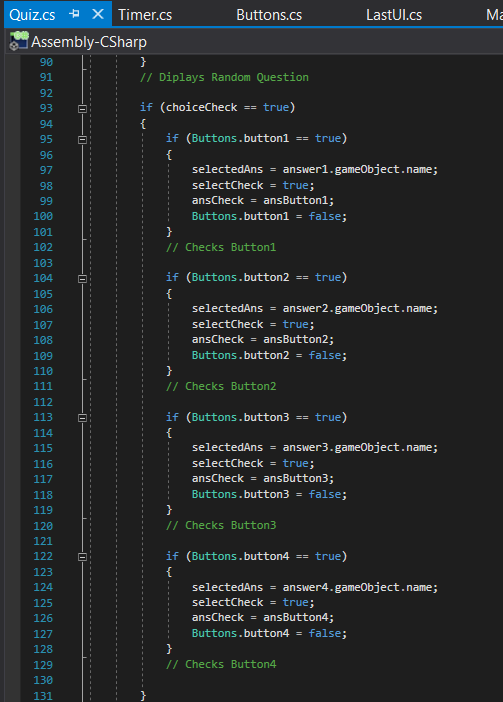 Quiz.cs Timer.cs Buttons.cs LastUI.cs Ma
Assembly-CSharp
90 }
91 // Diplays Random Question
92
93 if (choiceCheck == true)
94 {
95 if (Buttons.button1 == true)
96 {
97 selectedAns = answer1.gameObject.name;
98 selectCheck = true;
99 ansCheck = ansButton1;
100 Buttons.button1 = false;
101 }
102 // Checks Button1
103
104 if (Buttons.button2 == true)
105 {
106 selectedAns = answer2.gameObject.name;
107 selectCheck = true;
108 ansCheck = ansButton2;
109 Buttons.button2 = false;
110 }
111 // Checks Button2
112
113 if (Buttons.button3 == true)
114 {
115 selectedAns = answer3.gameObject.name;
116 selectCheck = true;
117 ansCheck = ansButton3;
118 Buttons.button3 = false;
119 }
120 // Checks Button3
121
122 if (Buttons.button4 == true)
123 {
124 selectedAns = answer4.gameObject.name;
125 selectCheck = true;
126 ansCheck = ansButton4;
127 Buttons.button4 = false;
128 }
129 // Checks Button4
130
131 }